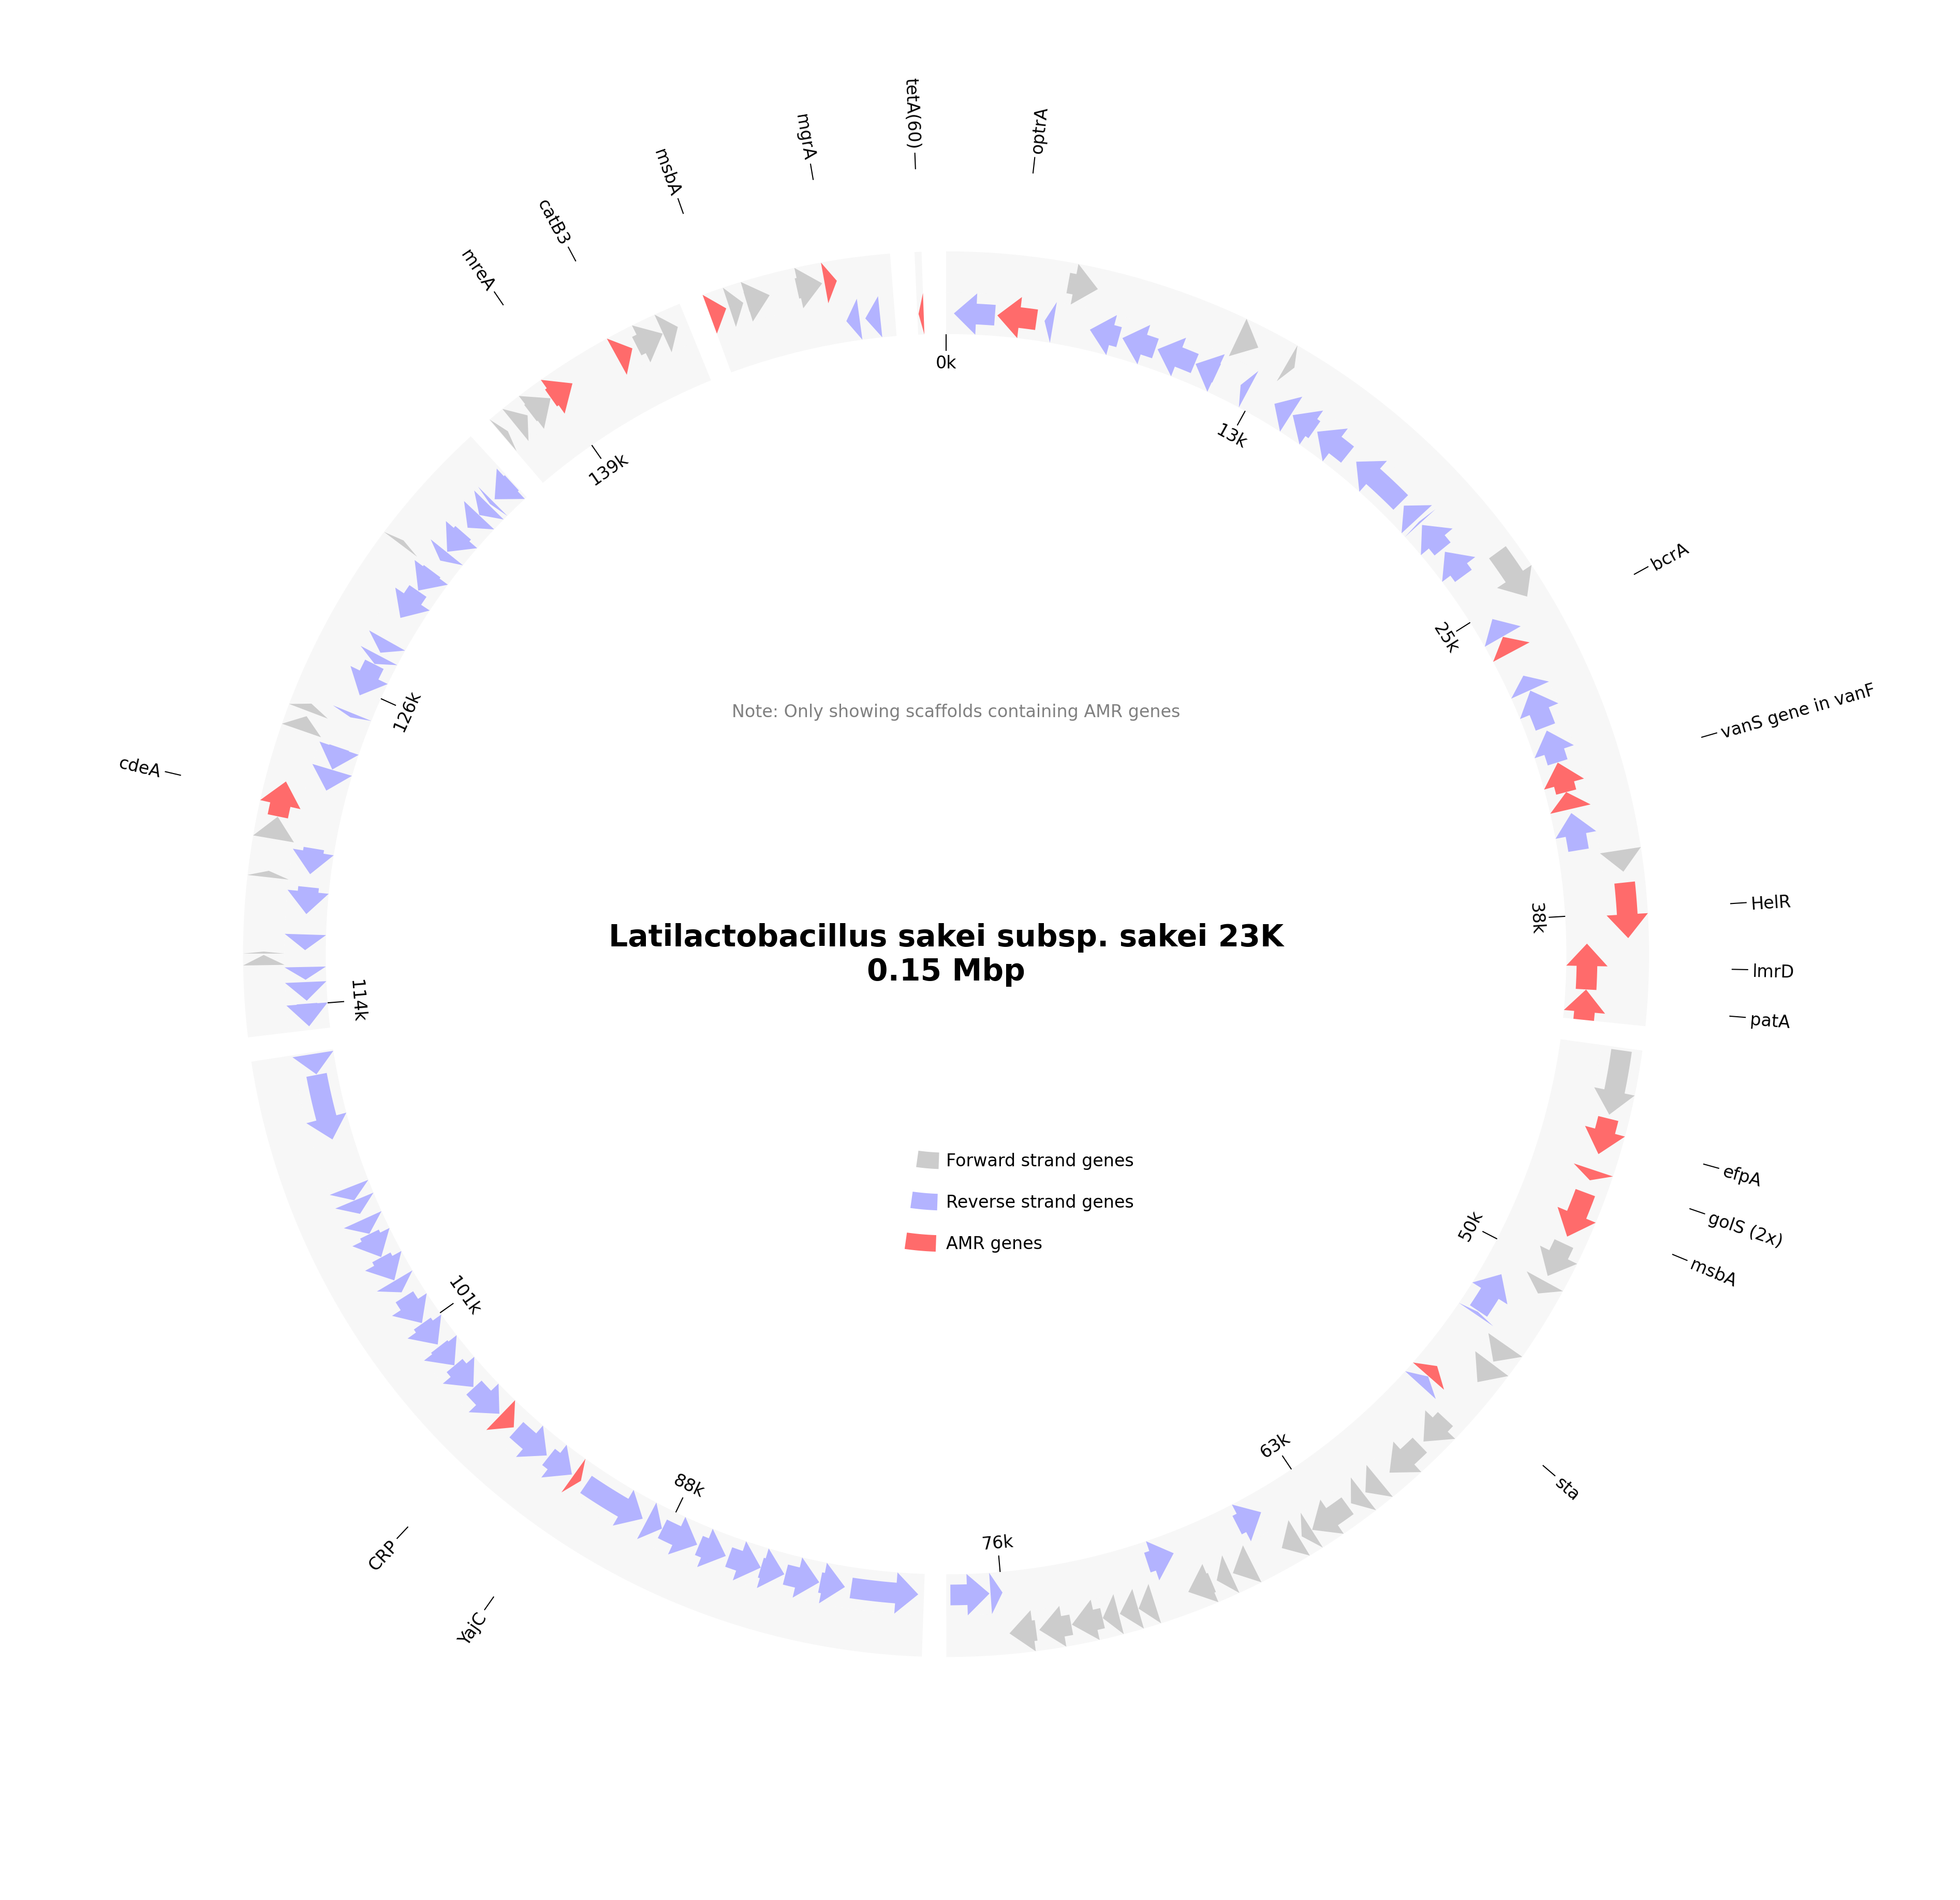 tetA(60)
optrA
mgrA
msbA
catB3
mreA
0k
13k
139k
bcrA
25k
vanS gene in vanF
126k
Note: Only showing scaffolds containing AMR genes
cdeA
HelR
38k
Latilactobacillus sakei subsp. sakei 23K
0.15 Mbp
lmrD
114k
patA
Forward strand genes
efpA
Reverse strand genes
golS (2x)
50k
AMR genes
msbA
101k
63k
sta
88k
76k
CRP
YajC